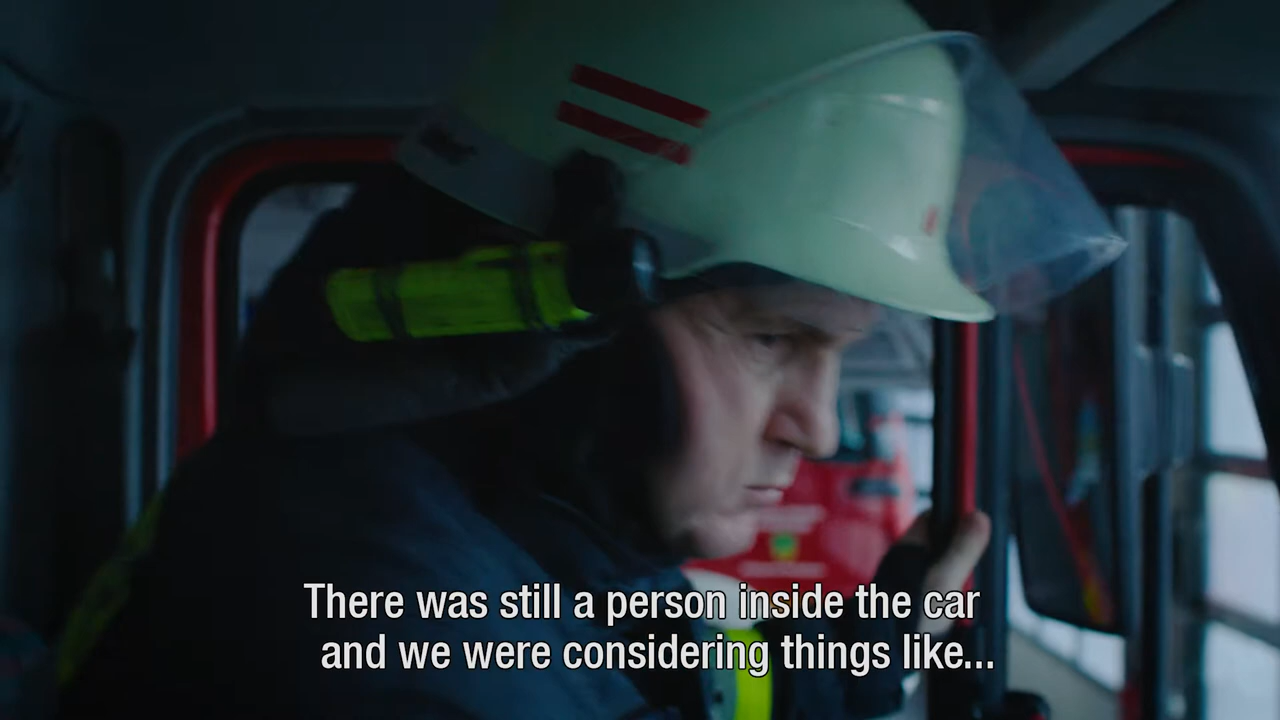 There was still a person inside the car
and we were considering things like...